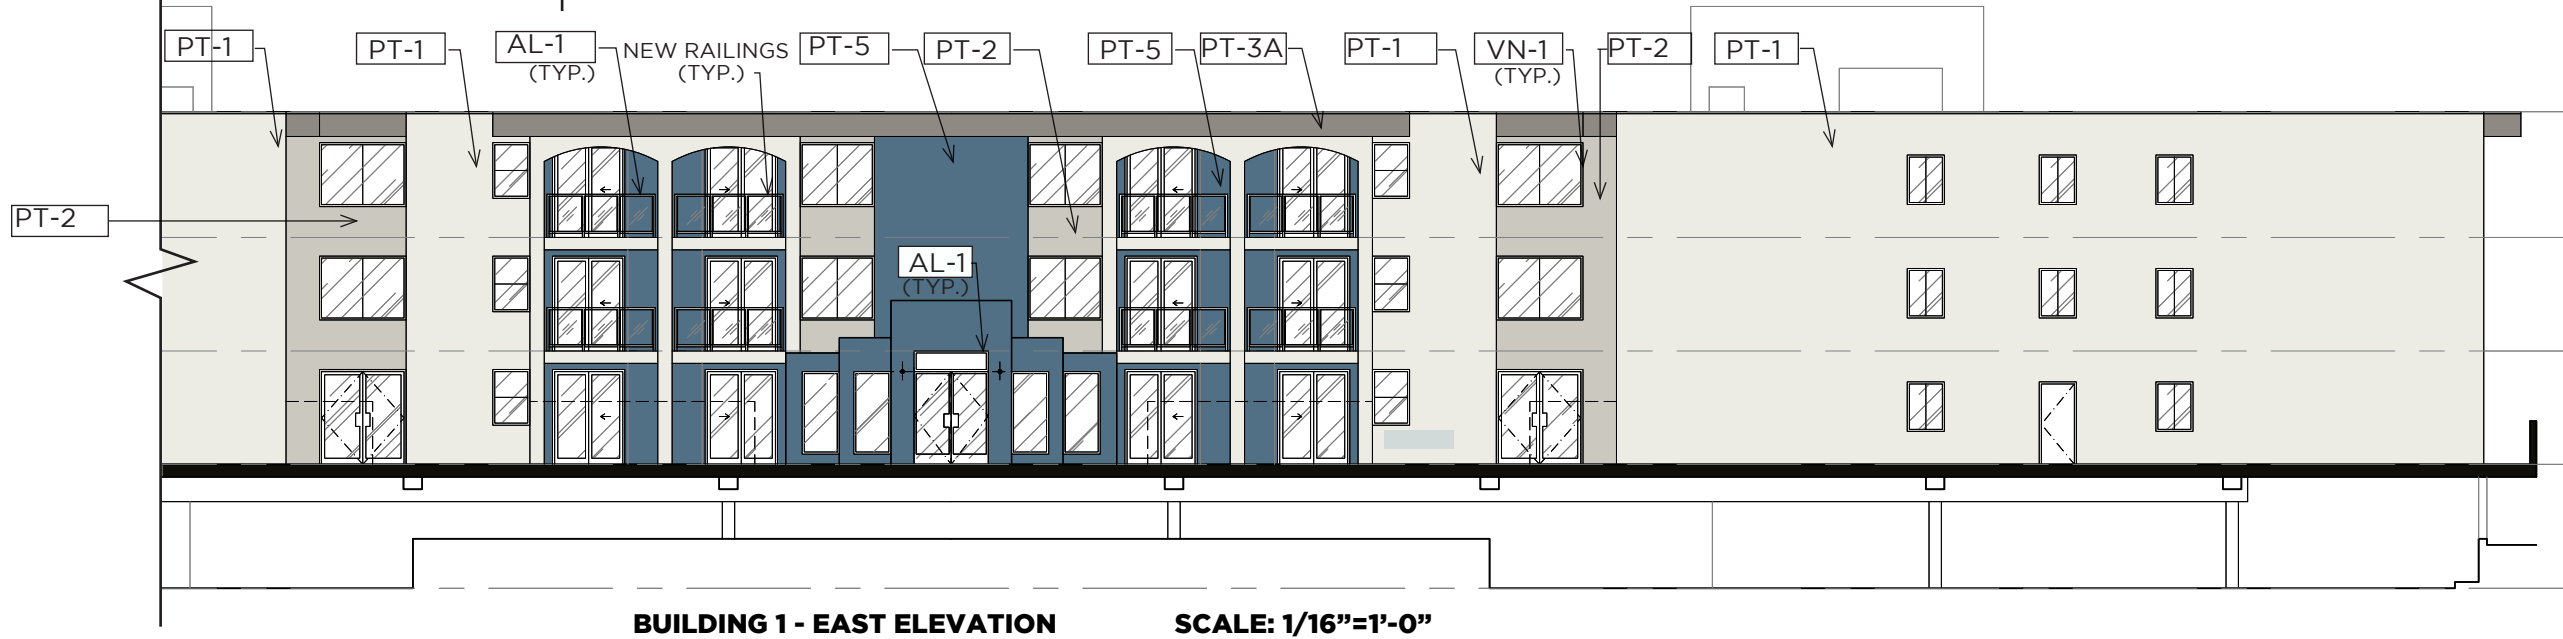 PT-1
PT-1
AL-1
(TYP.)
NEW RAILINGS
(TYP.)
PT-5
PT-2
PT-5
PT-3A
PT-1
VN-1
(TYP.)
PT-2
PT-1
PT-2
AL-1
(TYP.)
BUILDING 1 - EAST ELEVATION
SCALE: 1/16”=1’-0”